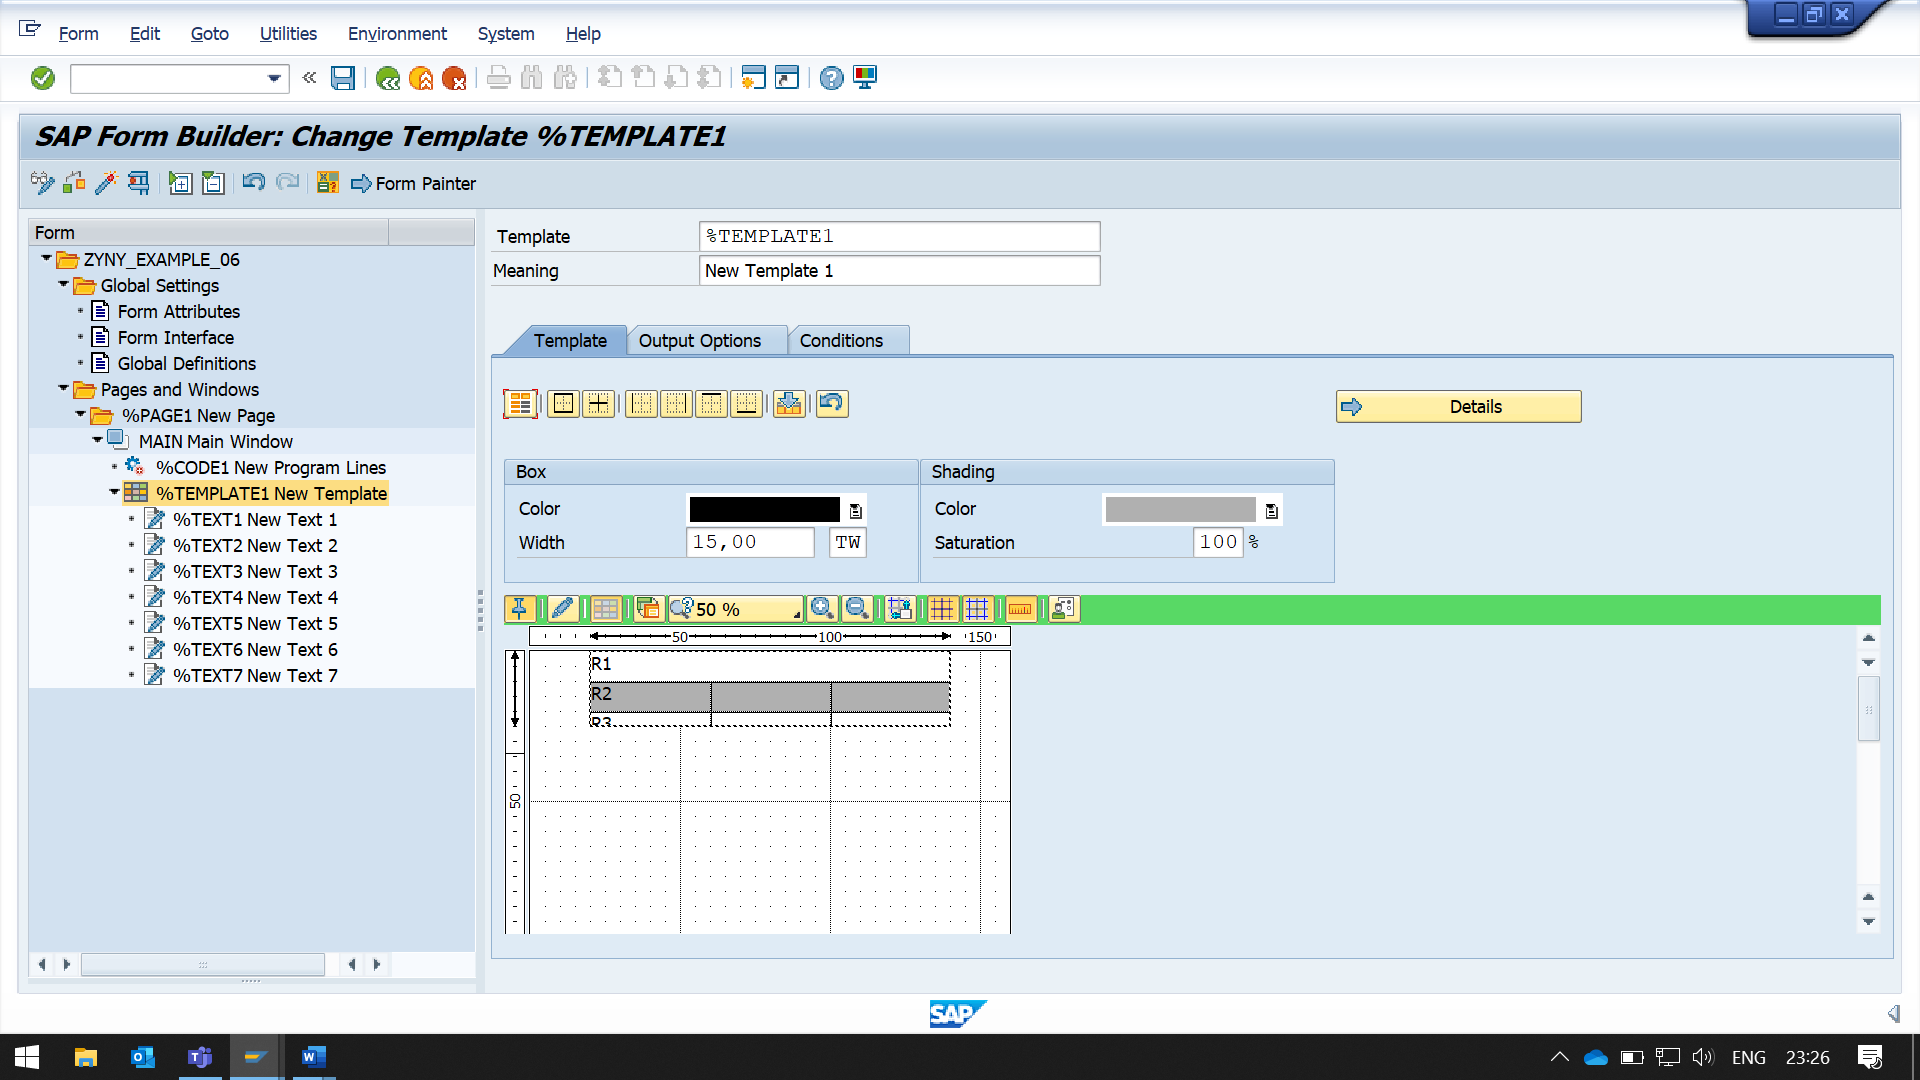 Form Edit Goto Utilities Environment System Help
SAP Form Builder: Change Template %TEMPLATE1
Form Painter
Form
ZYNY_EXAMPLE_06
Global Settings
Form Attributes
Form Interface
Global Definitions
Pages and Windows
%PAGE1 New Page
MAIN Main Window
%CODE1 New Program Lines
%TEMPLATE1 New Template
%TEXT1 New Text 1
%TEXT2 New Text 2
%TEXT3 New Text 3
%TEXT4 New Text 4
%TEXT5 New Text 5
%TEXT6 New Text 6
%TEXT7 New Text 7
Template %TEMPLATE1
Meaning New Template 1
Template Output Options Conditions
Details
Box Shading
Color Color
Width 15,00 TW Saturation 100 %
50 %
50 100 150
R1
R2
R3
50
SAP
ENG 23:26